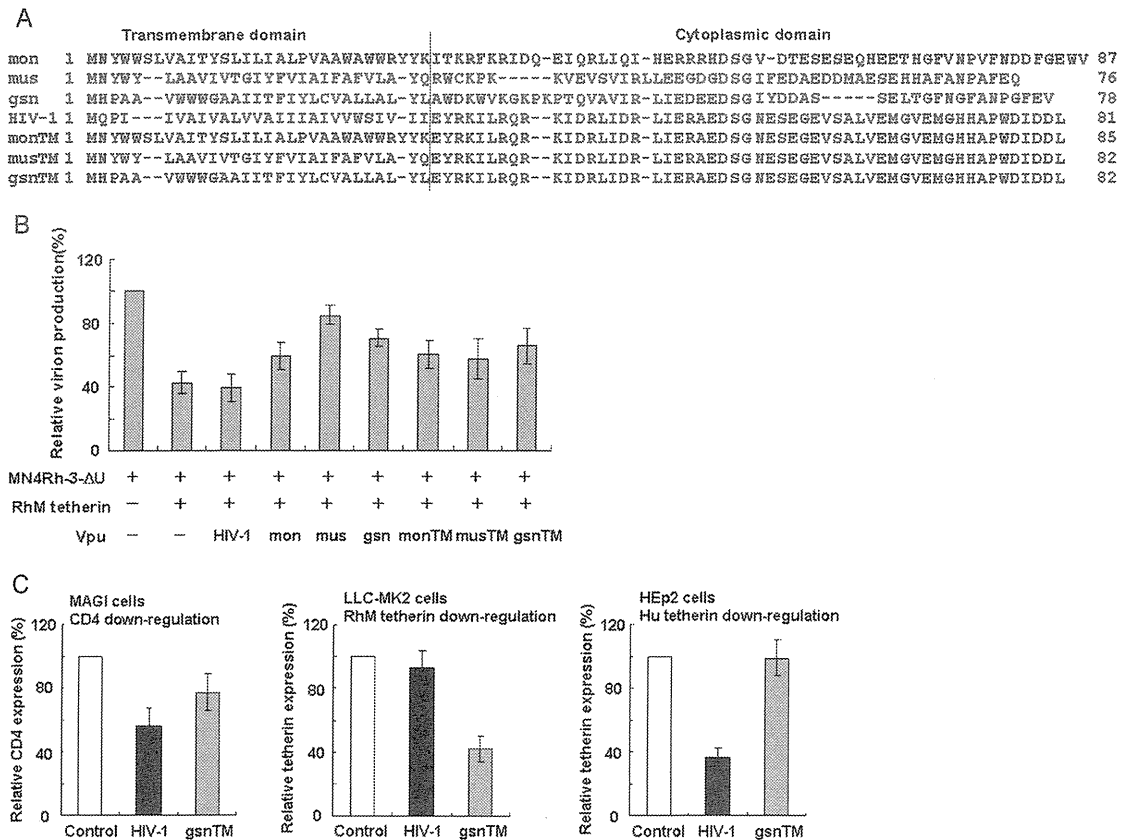 A
Transmembrane domain Cytoplasmic domain
mon 1 MNYWWSLVAITYSLILIALPVAAWAWWRYYKITKRFKRIDQ-EIQRLIQI-HERRRHDSGV-DTESESEQHEETHGFVNPVFNDDFGEWV 87
mus 1 MNYWY--LAAVIVTGIYFVIAIFAFVLA-YQRWCKPK-----KVEVSVIRLLEEGDGDSGIFEDAEDDMAESEHHAFANPAFEQ 76
gsn 1 MHPAA--VWWWGAAIITFIYLCVALLAL-YLAWDKWVKGKPKPTQVAVIR-LIEDEEDSGIYDDAS-----SELTGFNGFANPGFEV 78
HIV-1 1 MQPI---IVAIVALVVAIIIAIVVWSIV-IIEYRKILRQR--KIDRLIDR-LIERAEDSGNESEGEVSALVEMGVEMGHHAPWDIDDL 81
monTM 1 MNYWWSLVAITYSLILIALPVAAWAWWRYYKEYRKILRQR--KIDRLIDR-LIERAEDSGNESEGEVSALVEMGVEMGHHAPWDIDDL 85
musTM 1 MNYWY--LAAVIVTGIYFVIAIFAFVLA-YQEYRKILRQR--KIDRLIDR-LIERAEDSGNESEGEVSALVEMGVEMGHHAPWDIDDL 82
gsnTM 1 MHPAA--VWWWGAAIITFIYLCVALLAL-YLEYRKILRQR--KIDRLIDR-LIERAEDSGNESEGEVSALVEMGVEMGHHAPWDIDDL 82
B
Relative virion production(%)
120
80
40
0
MN4Rh-3-ΔU + + + + + + + + +
RhM tetherin – + + + + + + + +
Vpu – – HIV-1 mon mus gsn monTM musTM gsnTM
C
MAGI cells
CD4 down-regulation
Relative CD4 expression (%)
120
80
40
0
Control HIV-1 gsnTM
LLC-MK2 cells
RhM tetherin down-regulation
Relative tetherin expression (%)
120
80
40
0
Control HIV-1 gsnTM
HEp2 cells
Hu tetherin down-regulation
Relative tetherin expression (%)
120
80
40
0
Control HIV-1 gsnTM